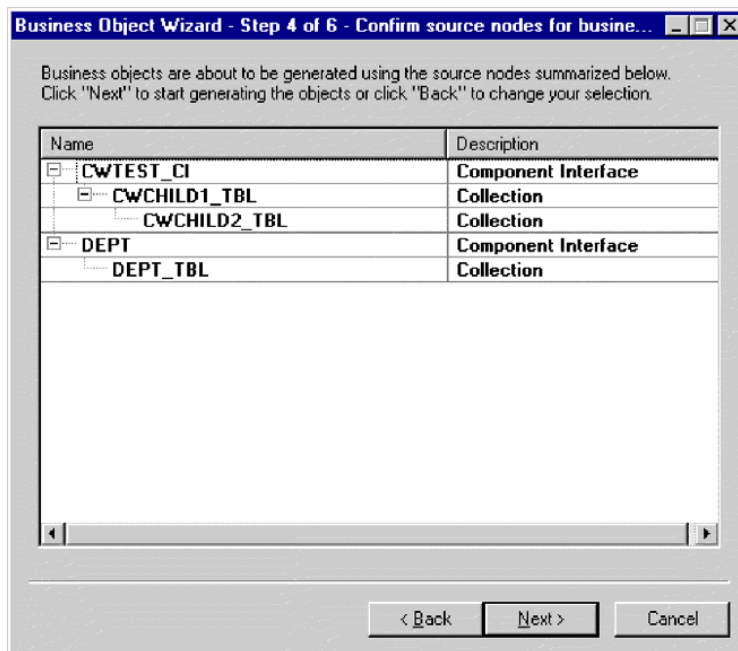 Business Object Wizard - Step 4 of 6 - Confirm source nodes for busine...
Business objects are about to be generated using the source nodes summarized below.
Click "Next" to start generating the objects or click "Back" to change your selection.
Name Description
CWTEST_CI Component Interface
CWCHILD1_TBL Collection
CWCHILD2_TBL Collection
DEPT Component Interface
DEPT_TBL Collection
< Back Next > Cancel